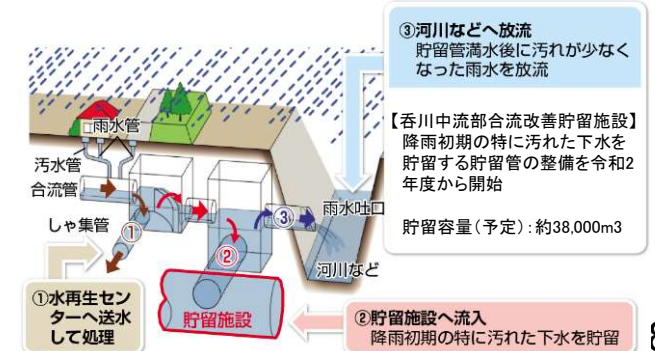 ③河川などへ放流
貯留管満水後に汚れが少なく
なった雨水を放流
【呑川中流部合流改善貯留施設】
降雨初期の特に汚れた下水を
貯留する貯留管の整備を令和2
年度から開始
貯留容量(予定):約38,000m3
雨水管
汚水管
合流管
しゃ集管
①
②
③
雨水吐口
河川など
貯留施設
①水再生セン
ターへ送水
して処理
②貯留施設へ流入
降雨初期の特に汚れた下水を貯留